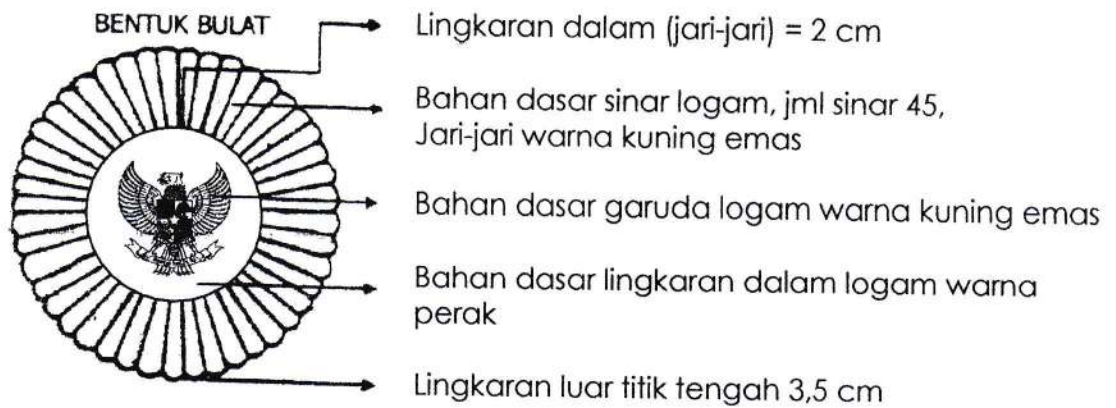 BENTUK BULAT
Lingkaran dalam (jari-jari) = 2 cm
Bahan dasar sinar logam, jml sinar 45,
Jari-jari warna kuning emas
Bahan dasar garuda logam warna kuning emas
Bahan dasar lingkaran dalam logam warna
perak
Lingkaran luar titik tengah 3,5 cm